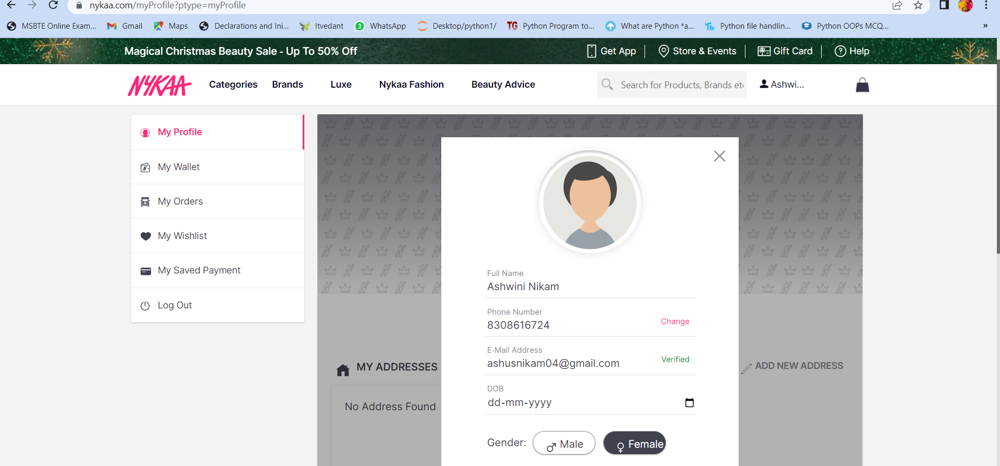 nykaa.com/myProfile?ptype=myProfile
MSBTE Online Exam... Gmail Maps Declarations and Ini... Itvedant 3 WhatsApp Desktop/python1/ TG Python Program to... What are Python *a... Python file handlin... Python OOPs MCQ... »
Magical Christmas Beauty Sale - Up To 50% Off Get App Store & Events Gift Card Help
NYKAA Categories Brands Luxe Nykaa Fashion Beauty Advice Search for Products, Brands etc Ashwi...
My Profile
My Wallet
My Orders
My Wishlist
My Saved Payment
Log Out
Full Name
Ashwini Nikam
Phone Number
8308616724 Change
E-Mail Address
ashusnikam04@gmail.com Verified
MY ADDRESSES ADD NEW ADDRESS
DOB
dd-mm-yyyy
No Address Found
Gender: Male Female